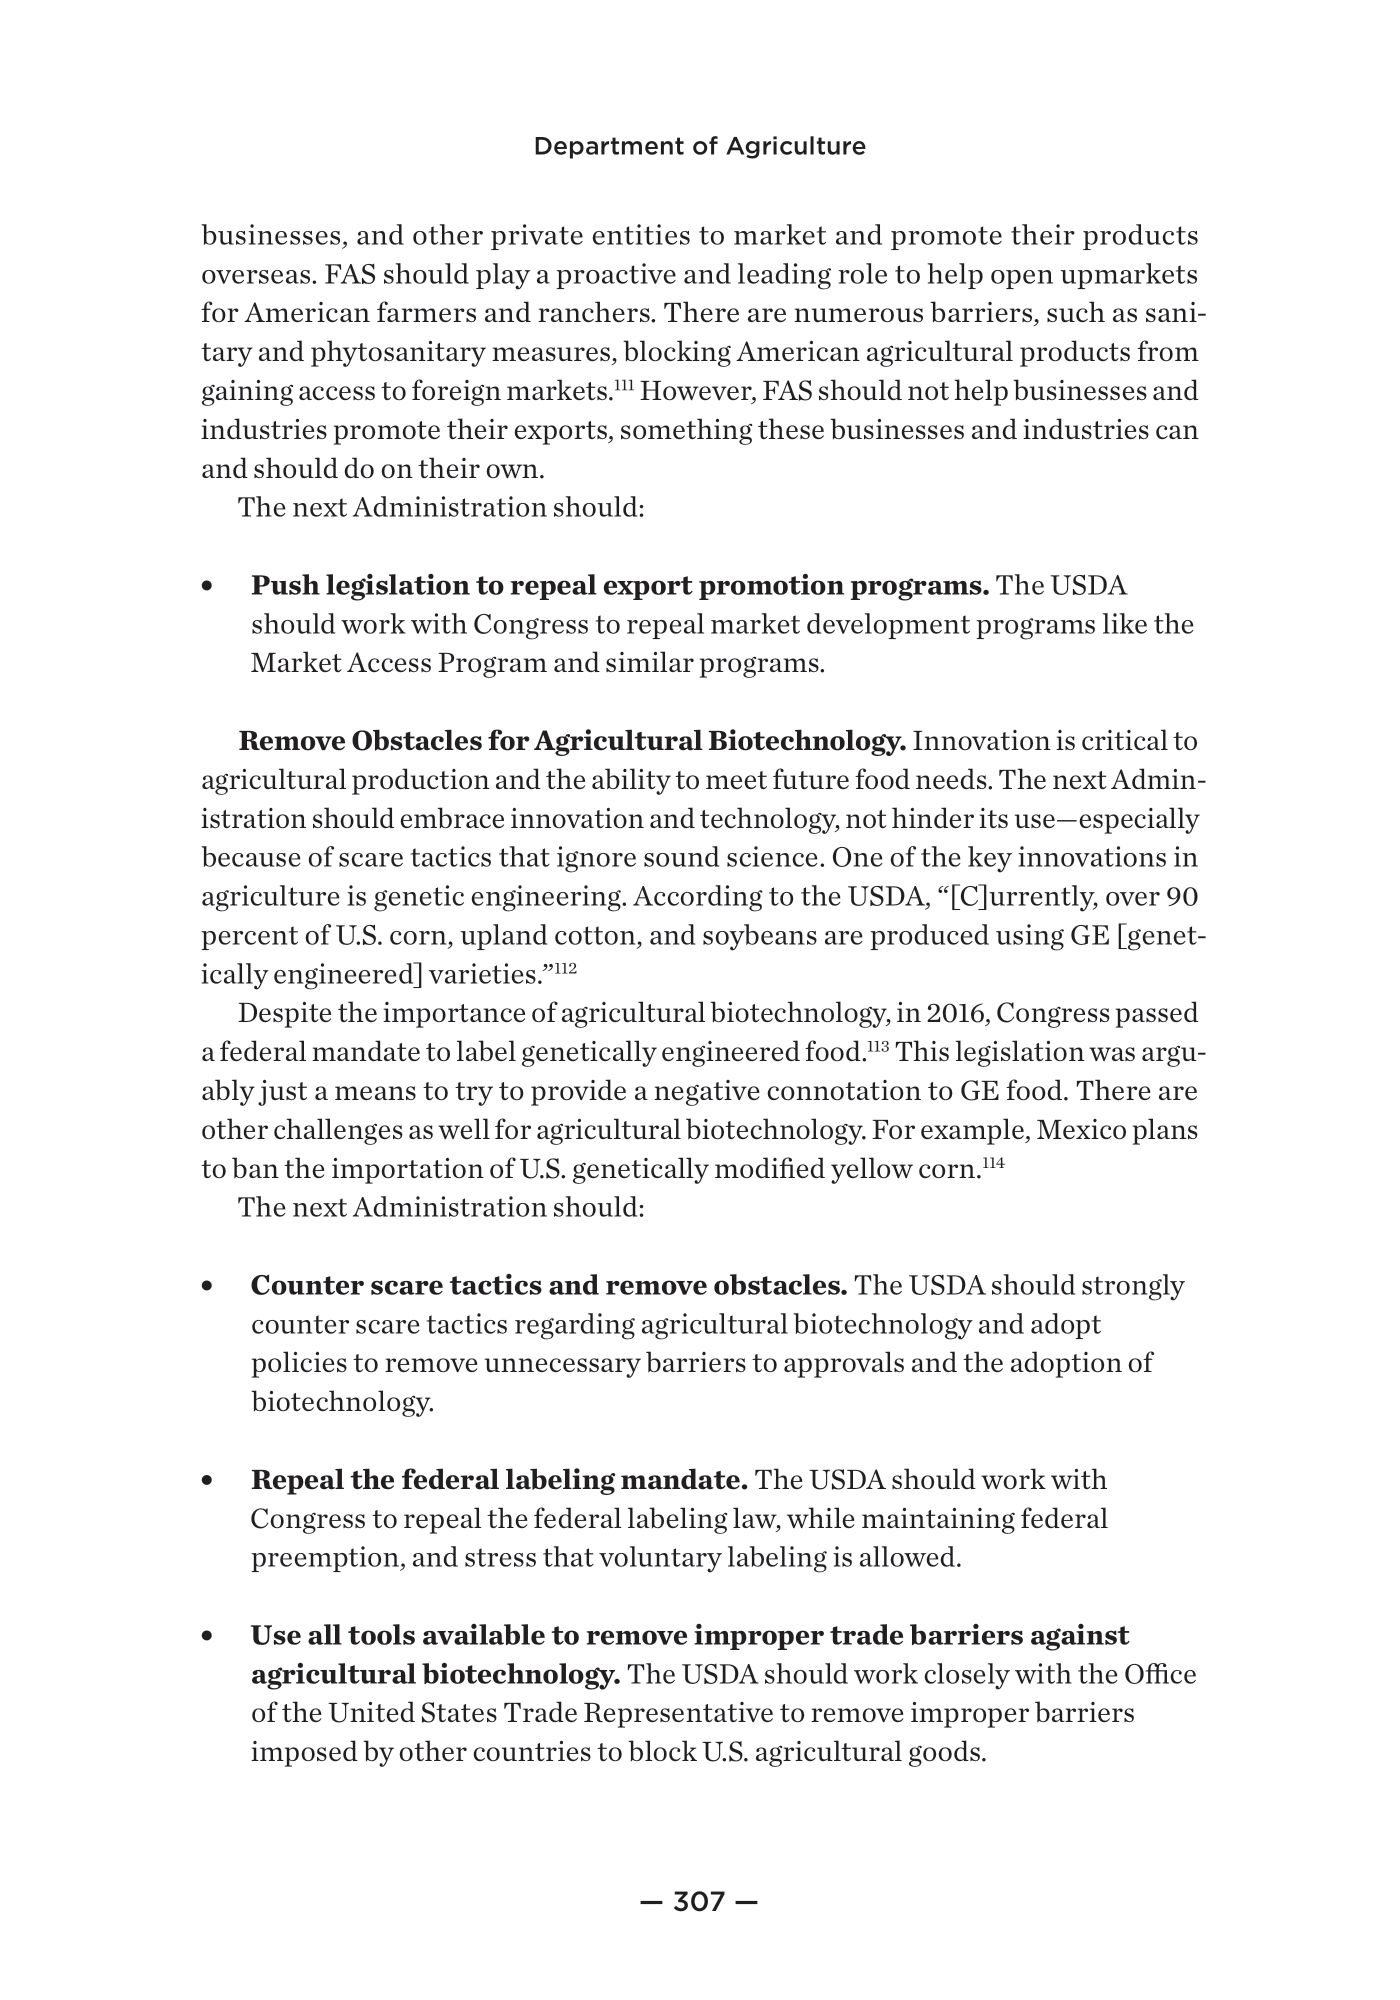 Department of Agriculture
businesses, and other private entities to market and promote their products
overseas. FAS should play a proactive and leading role to help open upmarkets
for American farmers and ranchers. There are numerous barriers, such as sani-
tary and phytosanitary measures, blocking American agricultural products from
gaining access to foreign markets.¹¹¹ However, FAS should not help businesses and
industries promote their exports, something these businesses and industries can
and should do on their own.
The next Administration should:
• Push legislation to repeal export promotion programs. The USDA
should work with Congress to repeal market development programs like the
Market Access Program and similar programs.
Remove Obstacles for Agricultural Biotechnology. Innovation is critical to
agricultural production and the ability to meet future food needs. The next Admin-
istration should embrace innovation and technology, not hinder its use—especially
because of scare tactics that ignore sound science. One of the key innovations in
agriculture is genetic engineering. According to the USDA, “[C]urrently, over 90
percent of U.S. corn, upland cotton, and soybeans are produced using GE [genet-
ically engineered] varieties.”¹¹²
Despite the importance of agricultural biotechnology, in 2016, Congress passed
a federal mandate to label genetically engineered food.¹¹³ This legislation was argu-
ably just a means to try to provide a negative connotation to GE food. There are
other challenges as well for agricultural biotechnology. For example, Mexico plans
to ban the importation of U.S. genetically modified yellow corn.¹¹⁴
The next Administration should:
• Counter scare tactics and remove obstacles. The USDA should strongly
counter scare tactics regarding agricultural biotechnology and adopt
policies to remove unnecessary barriers to approvals and the adoption of
biotechnology.
• Repeal the federal labeling mandate. The USDA should work with
Congress to repeal the federal labeling law, while maintaining federal
preemption, and stress that voluntary labeling is allowed.
• Use all tools available to remove improper trade barriers against
agricultural biotechnology. The USDA should work closely with the Office
of the United States Trade Representative to remove improper barriers
imposed by other countries to block U.S. agricultural goods.
— 307 —